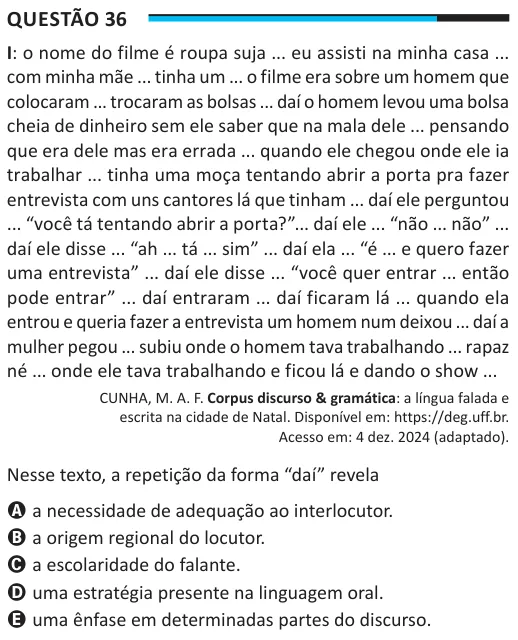 QUESTÃO 36
I: o nome do filme é roupa suja ... eu assisti na minha casa ...
com minha mãe ... tinha um ... o filme era sobre um homem que
colocaram ... trocaram as bolsas ... daí o homem levou uma bolsa
cheia de dinheiro sem ele saber que na mala dele ... pensando
que era dele mas era errada ... quando ele chegou onde ele ia
trabalhar ... tinha uma moça tentando abrir a porta pra fazer
entrevista com uns cantores lá que tinham ... daí ele perguntou
... “você tá tentando abrir a porta?”... daí ele ... “não ... não” ...
daí ele disse ... “ah ... tá ... sim” ... daí ela ... “é ... e quero fazer
uma entrevista” ... daí ele disse ... “você quer entrar ... então
pode entrar” ... daí entraram ... daí ficaram lá ... quando ela
entrou e queria fazer a entrevista um homem num deixou ... daí a
mulher pegou ... subiu onde o homem tava trabalhando ... rapaz
né ... onde ele tava trabalhando e ficou lá e dando o show ...
CUNHA, M. A. F. Corpus discurso & gramática: a língua falada e
escrita na cidade de Natal. Disponível em: https://deg.uff.br.
Acesso em: 4 dez. 2024 (adaptado).
Nesse texto, a repetição da forma “daí” revela
A a necessidade de adequação ao interlocutor.
B a origem regional do locutor.
C a escolaridade do falante.
D uma estratégia presente na linguagem oral.
E uma ênfase em determinadas partes do discurso.